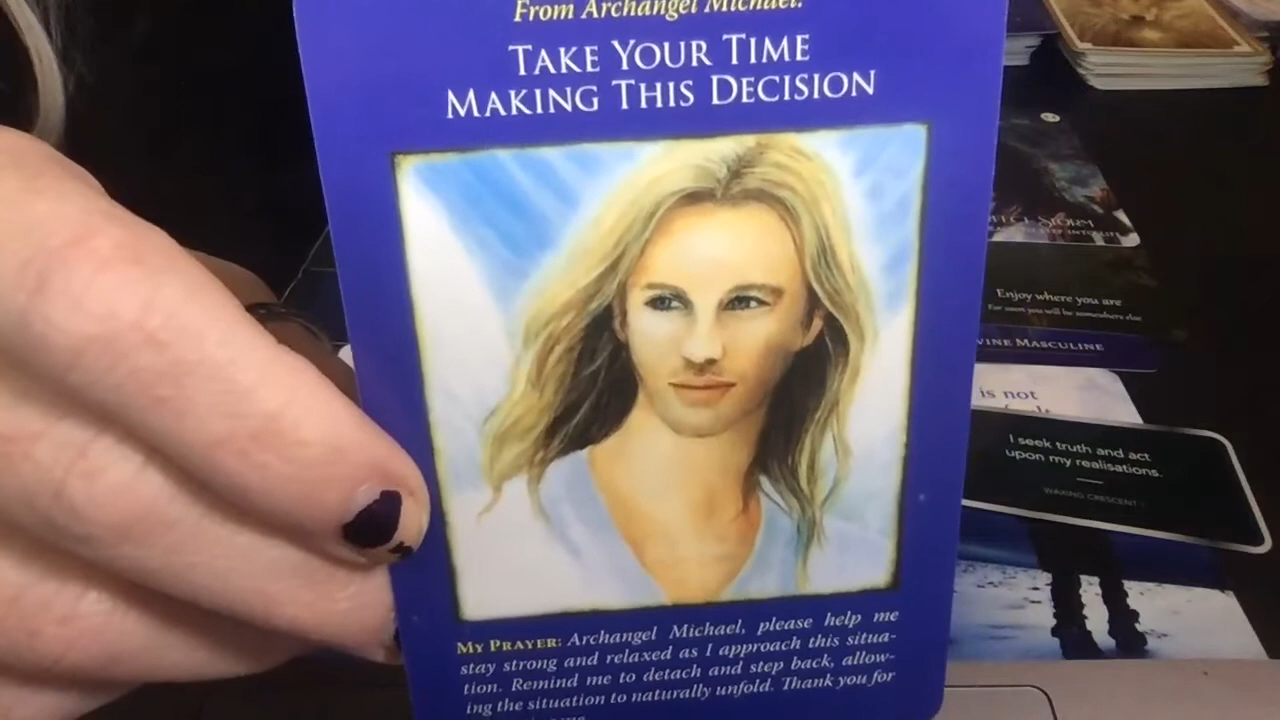 From Archangel Michael:
TAKE YOUR TIME
MAKING THIS DECISION
MY PRAYER: Archangel Michael, please help me
stay strong and relaxed as I approach this situa-
tion. Remind me to detach and step back, allow-
ing the situation to naturally unfold. Thank you for
STORM
Enjoy where you are
For soon you will be somewhere else
MASCULINE
is not
I seek truth and act
upon my realisations.
WAXING CRESCENT